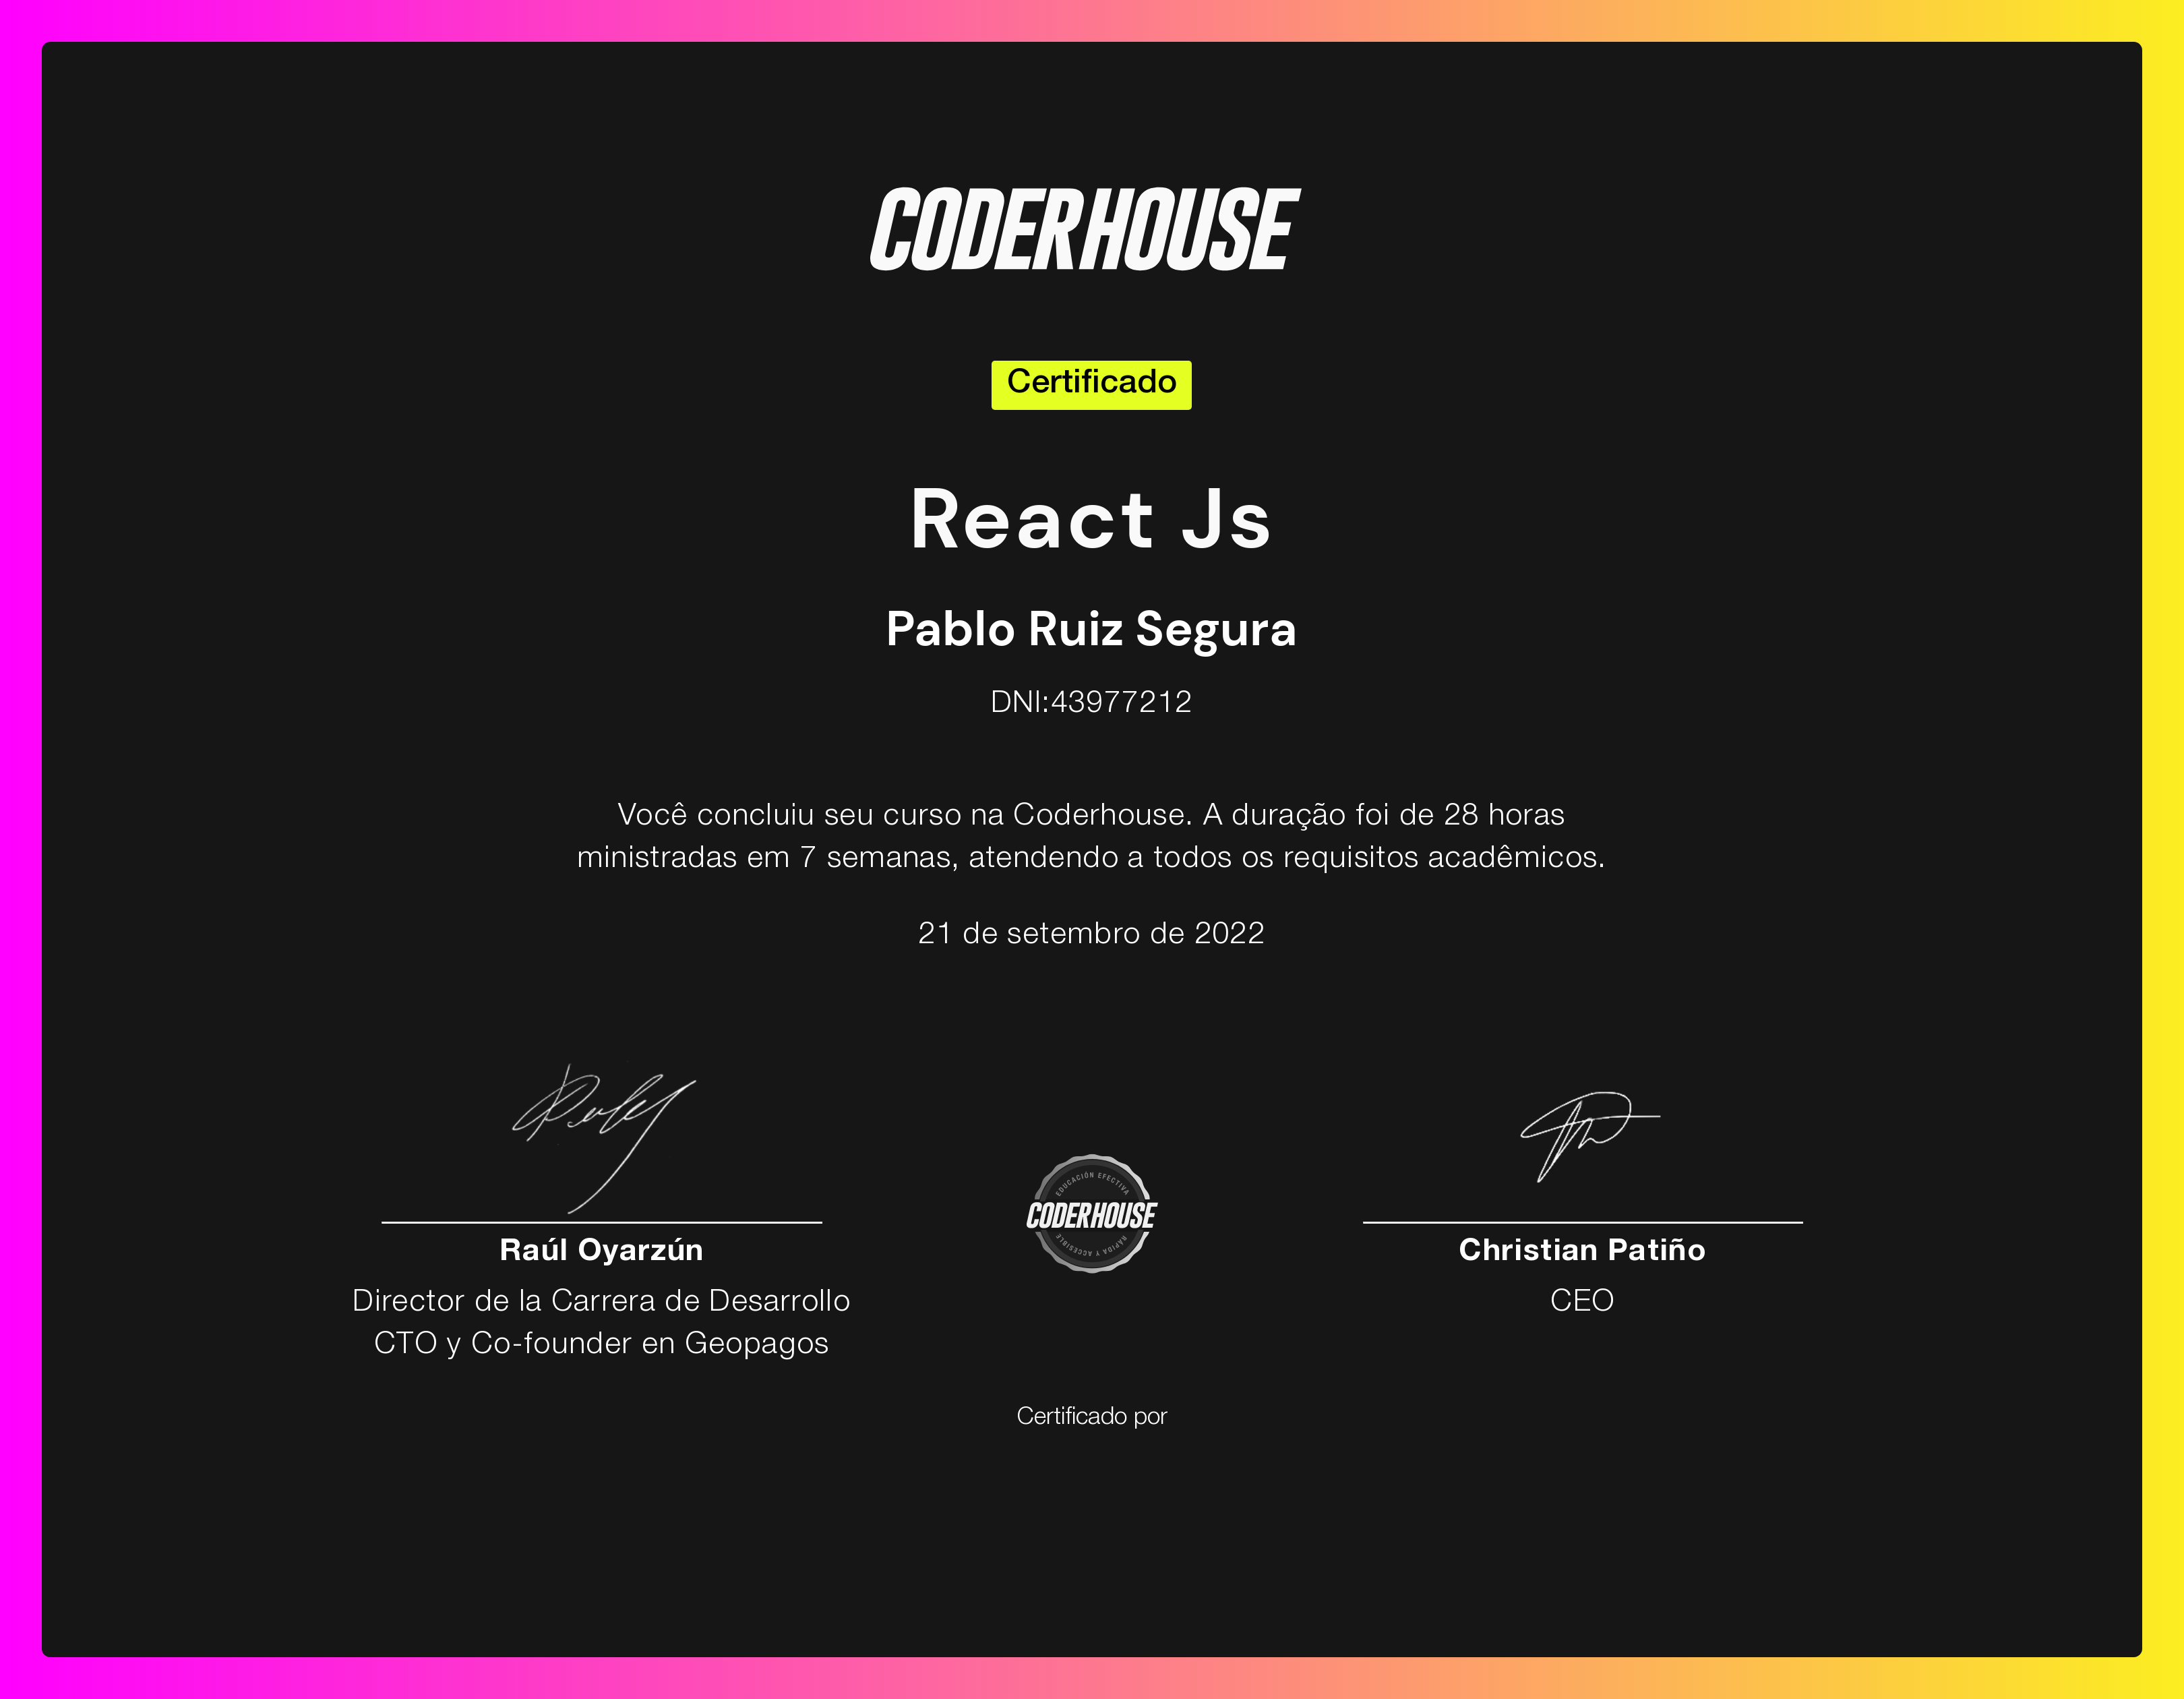 CODERHOUSE
Certificado
React Js
Pablo Ruiz Segura
DNI:43977212
Você concluiu seu curso na Coderhouse. A duração foi de 28 horas
ministradas em 7 semanas, atendendo a todos os requisitos acadêmicos.
21 de setembro de 2022
EDUCACIÓN EFECTIVA
CODERHOUSE
RÁPIDA Y ACCESIBLE
Raúl Oyarzún
Director de la Carrera de Desarrollo
CTO y Co-founder en Geopagos
Christian Patiño
CEO
Certificado por